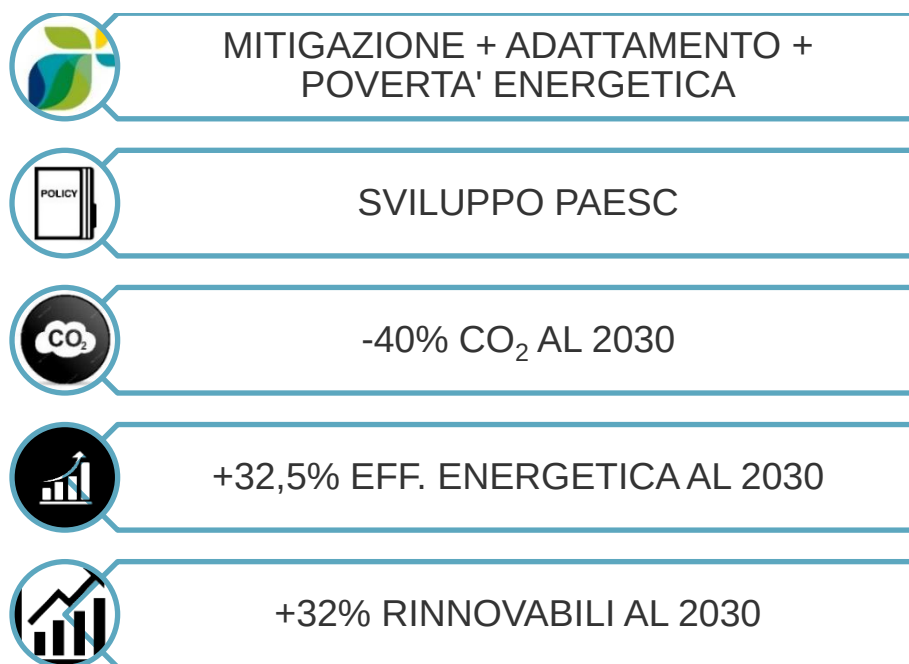 MITIGAZIONE + ADATTAMENTO +
POVERTA' ENERGETICA
POLICY
SVILUPPO PAESC
CO₂
-40% CO₂ AL 2030
+32,5% EFF. ENERGETICA AL 2030
+32% RINNOVABILI AL 2030